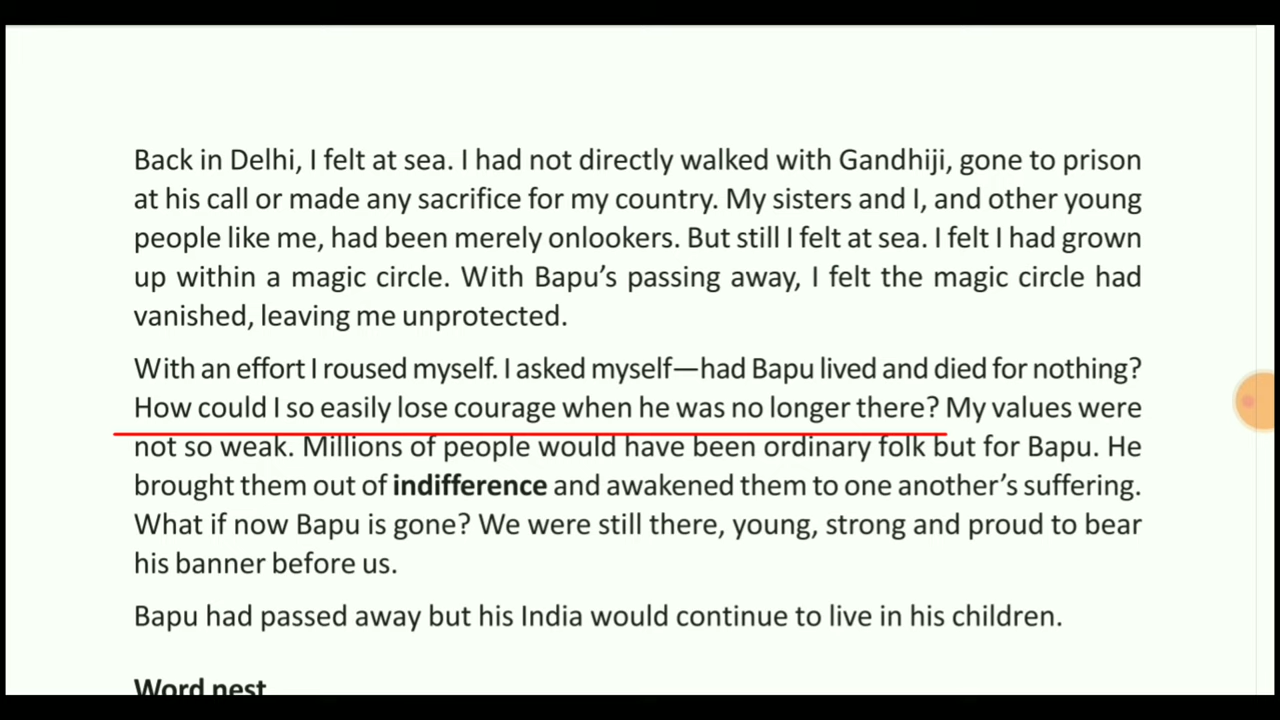 Back in Delhi, I felt at sea. I had not directly walked with Gandhiji, gone to prison
at his call or made any sacrifice for my country. My sisters and I, and other young
people like me, had been merely onlookers. But still I felt at sea. I felt I had grown
up within a magic circle. With Bapu’s passing away, I felt the magic circle had
vanished, leaving me unprotected.
With an effort I roused myself. I asked myself—had Bapu lived and died for nothing?
How could I so easily lose courage when he was no longer there? My values were
not so weak. Millions of people would have been ordinary folk but for Bapu. He
brought them out of indifference and awakened them to one another’s suffering.
What if now Bapu is gone? We were still there, young, strong and proud to bear
his banner before us.
Bapu had passed away but his India would continue to live in his children.
Word nest